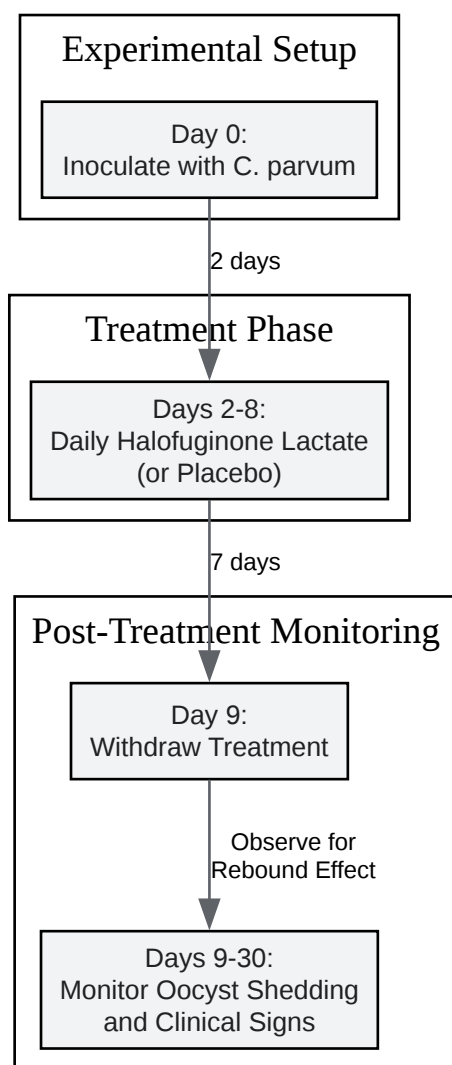 Experimental Setup
Day 0:
Inoculate with C. parvum
2 days
Treatment Phase
Days 2-8:
Daily Halofuginone Lactate
(or Placebo)
7 days
Post-Treatment Monitoring
Day 9:
Withdraw Treatment
Observe for
Rebound Effect
Days 9-30:
Monitor Oocyst Shedding
and Clinical Signs